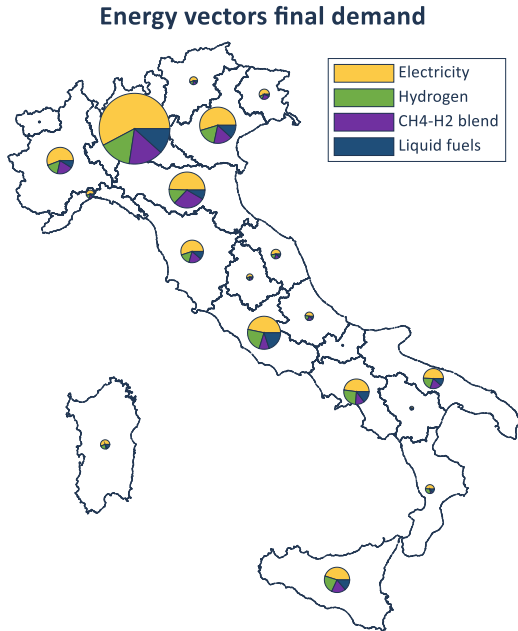 Energy vectors final demand
Electricity
Hydrogen
CH4-H2 blend
Liquid fuels